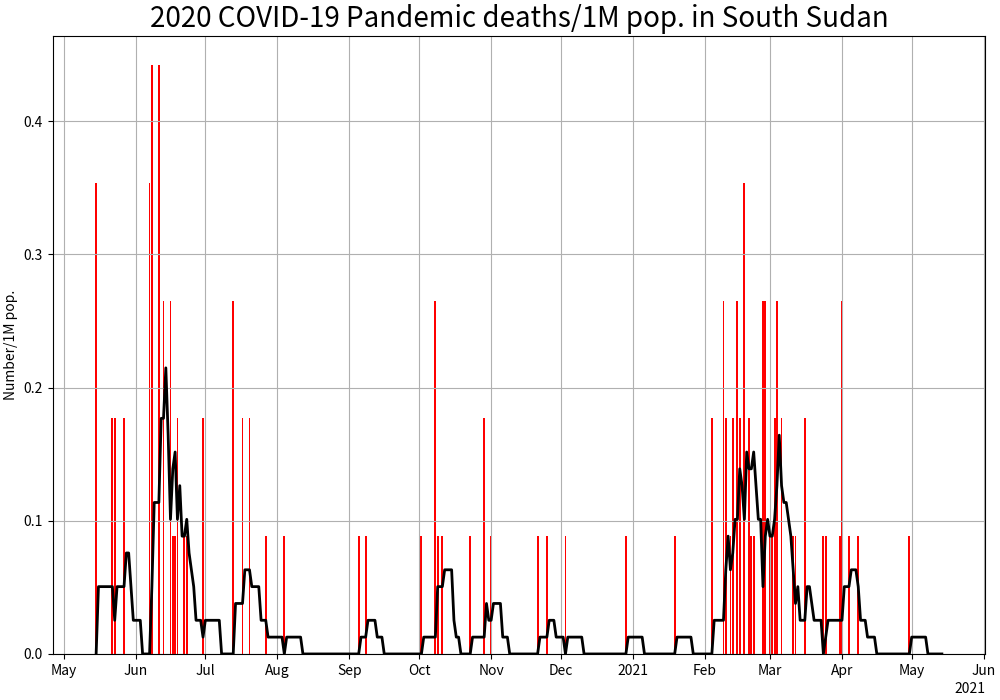 2020 COVID-19 Pandemic deaths/1M pop. in South Sudan
Number/1M pop.
0.4
0.3
0.2
0.1
0.0
May Jun Jul Aug Sep Oct Nov Dec 2021 Feb Mar Apr May Jun
2021